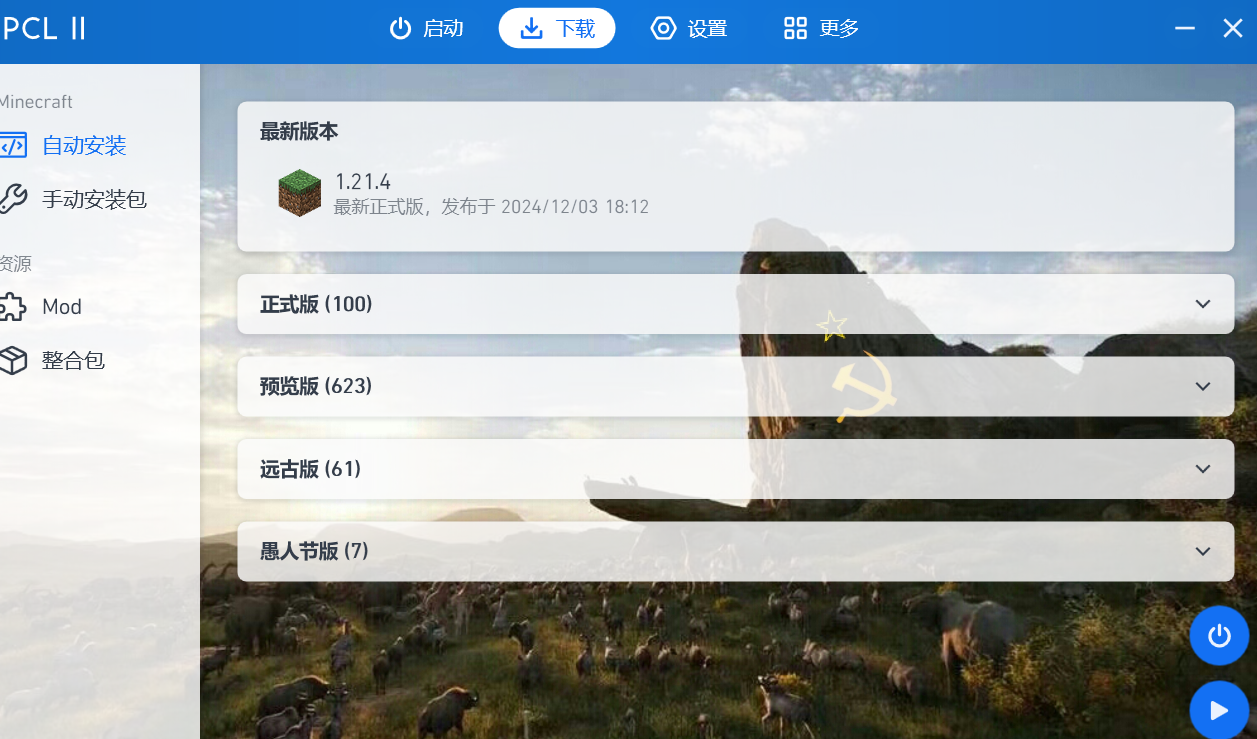 PCL II
启动
下载
设置
更多
Minecraft
自动安装
手动安装包
资源
Mod
整合包
最新版本
1.21.4
最新正式版，发布于 2024/12/03 18:12
正式版 (100)
预览版 (623)
远古版 (61)
愚人节版 (7)